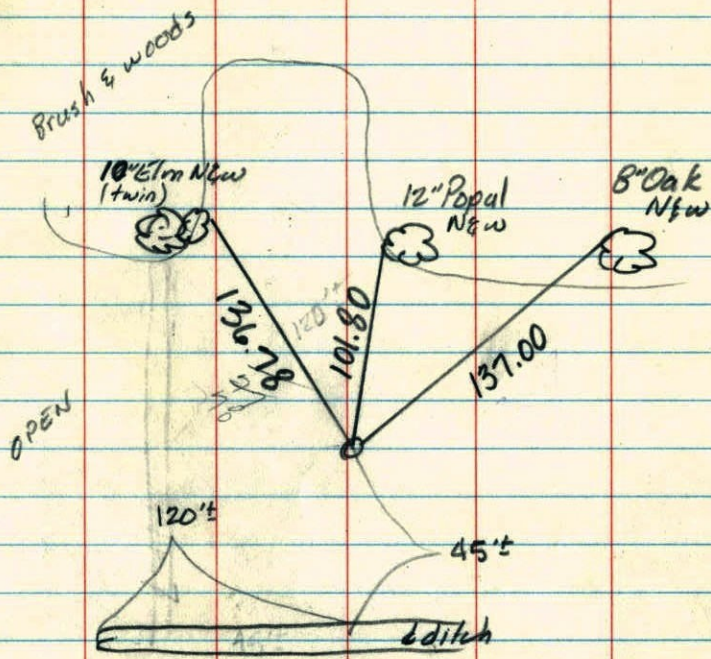 Brush & woods
10" Elm New
(twin)
12" Popal
New
8" Oak
New
136.78
120'±
101.80
137.00
OPEN
120'±
45'±
℄ ditch